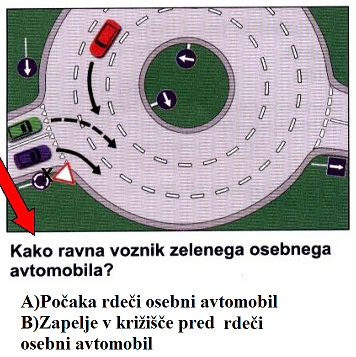 X
Kako ravna voznik zelenega osebnega
avtomobila?
A)Počaka rdeči osebni avtomobil
B)Zapelje v križišče pred rdeči
osebni avtomobil